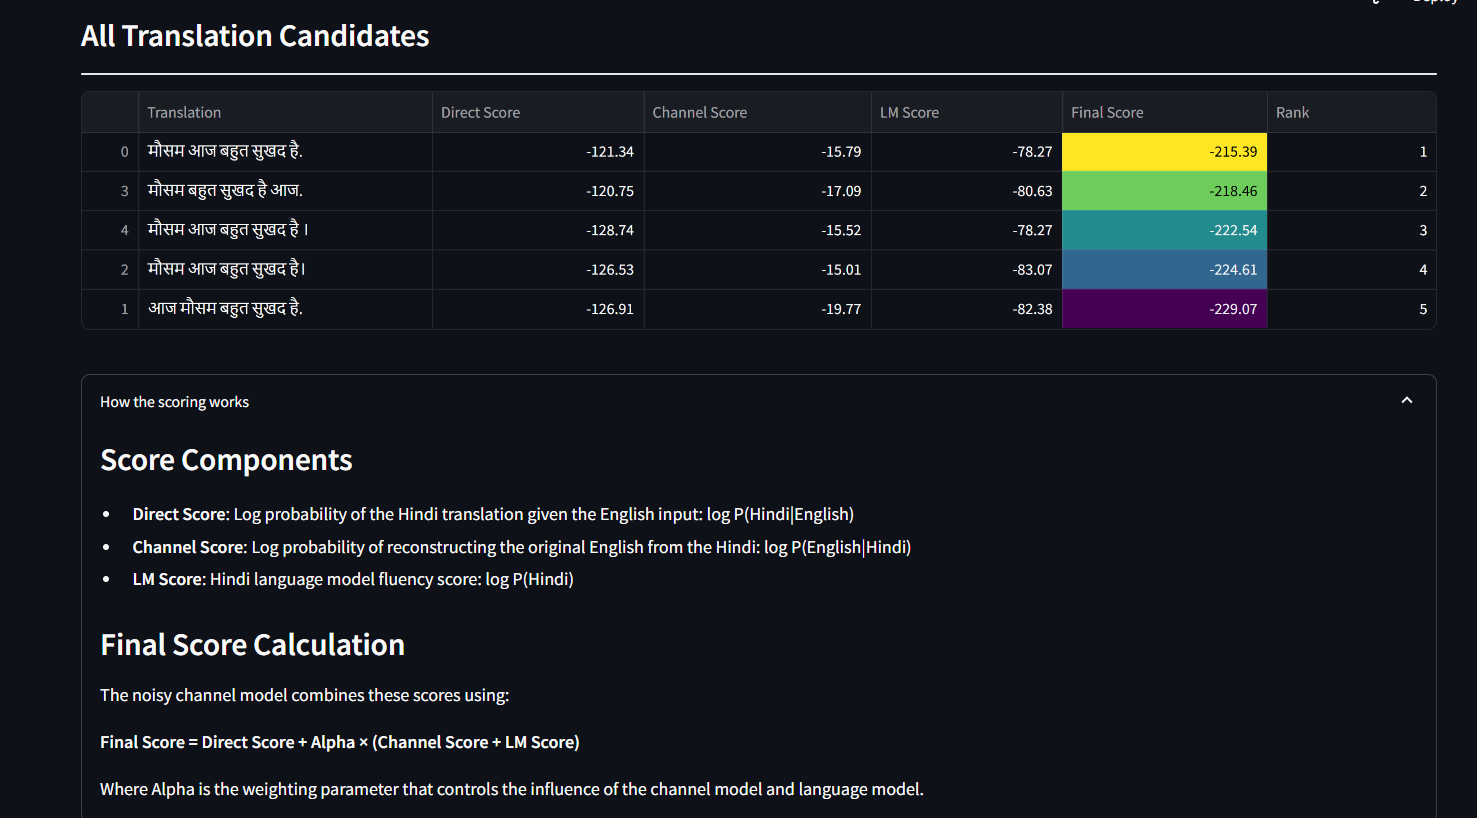 All Translation Candidates
Translation Direct Score Channel Score LM Score Final Score Rank
0 मौसम आज बहुत सुखद है. -121.34 -15.79 -78.27 -215.39 1
3 मौसम बहुत सुखद है आज. -120.75 -17.09 -80.63 -218.46 2
4 मौसम आज बहुत सुखद है । -128.74 -15.52 -78.27 -222.54 3
2 मौसम आज बहुत सुखद है। -126.53 -15.01 -83.07 -224.61 4
1 आज मौसम बहुत सुखद है. -126.91 -19.77 -82.38 -229.07 5
How the scoring works
Score Components
• Direct Score: Log probability of the Hindi translation given the English input: log P(Hindi|English)
• Channel Score: Log probability of reconstructing the original English from the Hindi: log P(English|Hindi)
• LM Score: Hindi language model fluency score: log P(Hindi)
Final Score Calculation
The noisy channel model combines these scores using:
Final Score = Direct Score + Alpha × (Channel Score + LM Score)
Where Alpha is the weighting parameter that controls the influence of the channel model and language model.